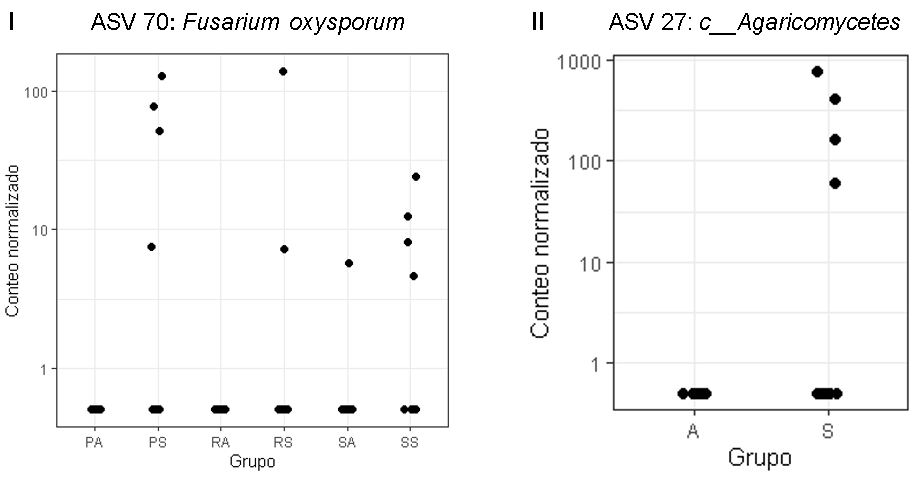 I
ASV 70: Fusarium oxysporum
100
10
1
Conteo normalizado
PA PS RA RS SA SS
Grupo
II
ASV 27: c__Agaricomycetes
1000
100
10
1
Conteo normalizado
A S
Grupo